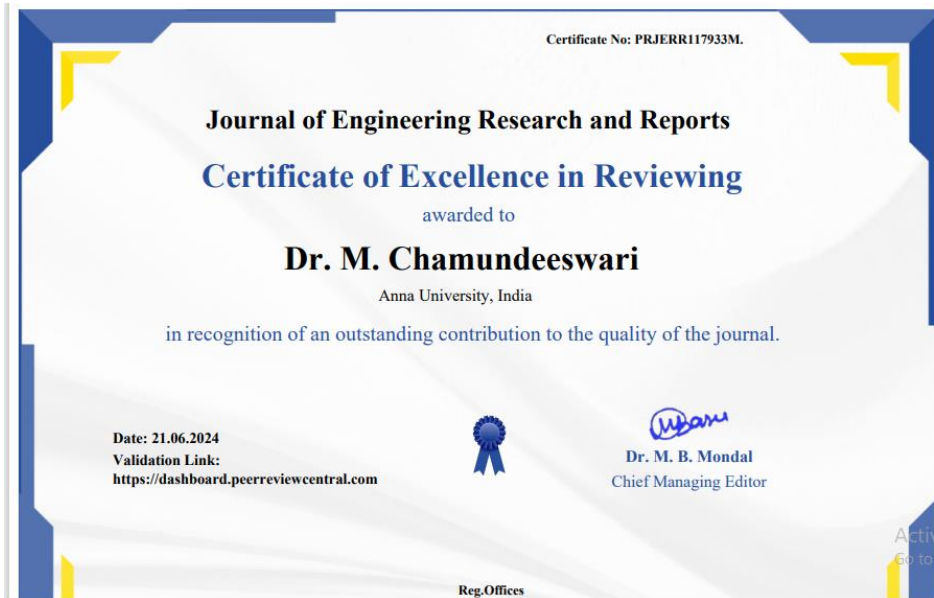 Certificate No: PRJERR117933M.
Journal of Engineering Research and Reports
Certificate of Excellence in Reviewing
awarded to
Dr. M. Chamundeeswari
Anna University, India
in recognition of an outstanding contribution to the quality of the journal.
Date: 21.06.2024
Validation Link:
https://dashboard.peerreviewcentral.com
Dr. M. B. Mondal
Chief Managing Editor
Go to
Reg.Offices